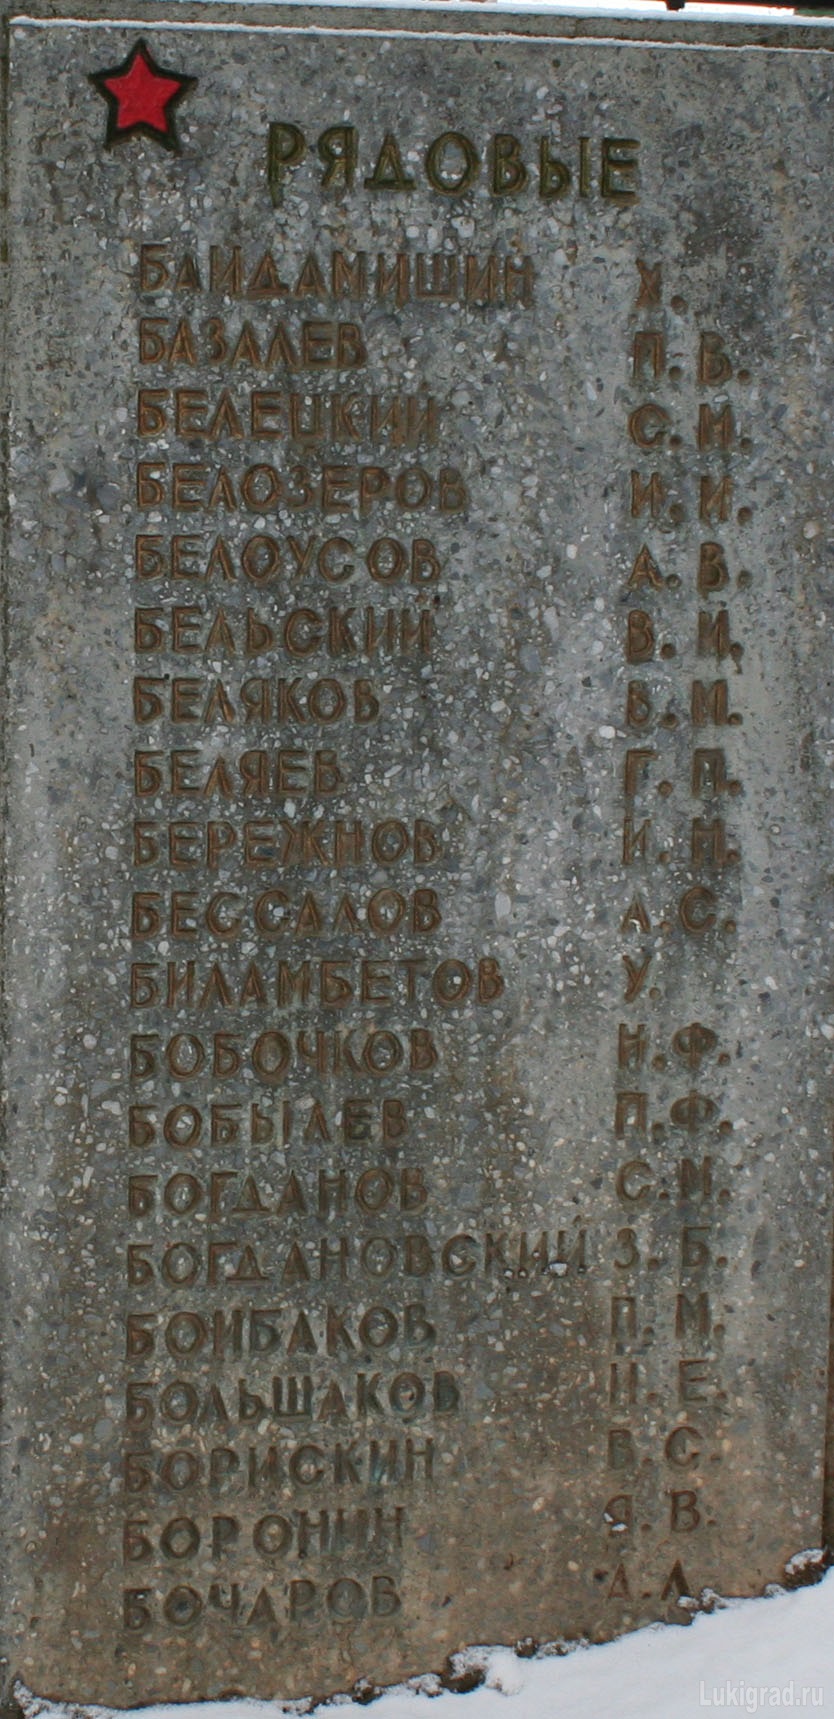 РЯДОВЫЕ
БАЙДАМИШИН Х.
БАЗАЛЕВ П. В.
БЕЛЕЦКИЙ С. М.
БЕЛОЗЕРОВ И. И.
БЕЛОУСОВ А. В.
БЕЛЬСКИЙ В. И.
БЕЛЯКОВ В. М.
БЕЛЯЕВ Г. П.
БЕРЕЖНОВ И. Н.
БЕССАЛОВ А. С.
БИЛАМБЕТОВ У.
БОБОЧКОВ Н. Ф.
БОБЫЛЕВ П. Ф.
БОГДАНОВ С. М.
БОГДАНОВСКИЙ З. Б.
БОЙБАКОВ П. М.
БОЛЬШАКОВ Е.
БОРИСКИН В. С.
БОРОНИН Я. В.
БОЧАРОВ А. Л.
Lukigrad.ru